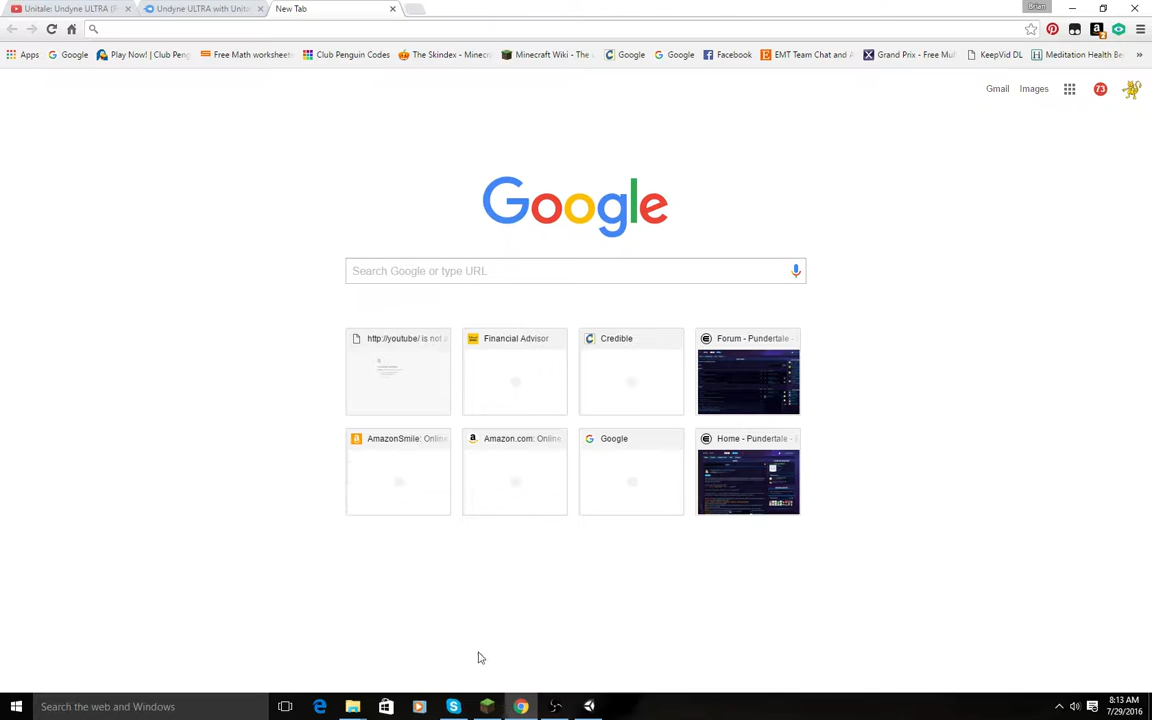 Unitale: Undyne ULTRA (F
Undyne ULTRA with Unita
New Tab
Brian
Apps
Google
Play Now! | Club Peng
Free Math worksheets
Club Penguin Codes
The Skindex - Minecr
Minecraft Wiki - The u
Google
Google
Facebook
EMT Team Chat and A
Grand Prix - Free Mult
KeepVid DL
Meditation Health Be
»
Gmail
Images
73
Google
Search Google or type URL
http://youtube/ is not a
Financial Advisor
Credible
Forum - Pundertale -
AmazonSmile: Online
Amazon.com: Online
Google
Home - Pundertale -
Search the web and Windows
8:13 AM
7/29/2016